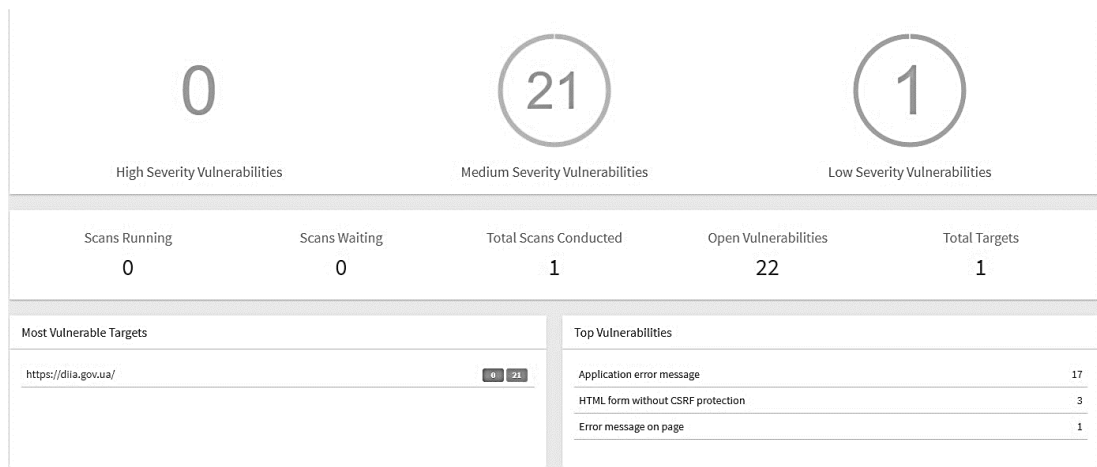 0
21
1
High Severity Vulnerabilities
Medium Severity Vulnerabilities
Low Severity Vulnerabilities
Scans Running
Scans Waiting
Total Scans Conducted
Open Vulnerabilities
Total Targets
0
0
1
22
1
Most Vulnerable Targets
https://diia.gov.ua/
0
21
Top Vulnerabilities
Application error message 17
HTML form without CSRF protection 3
Error message on page 1